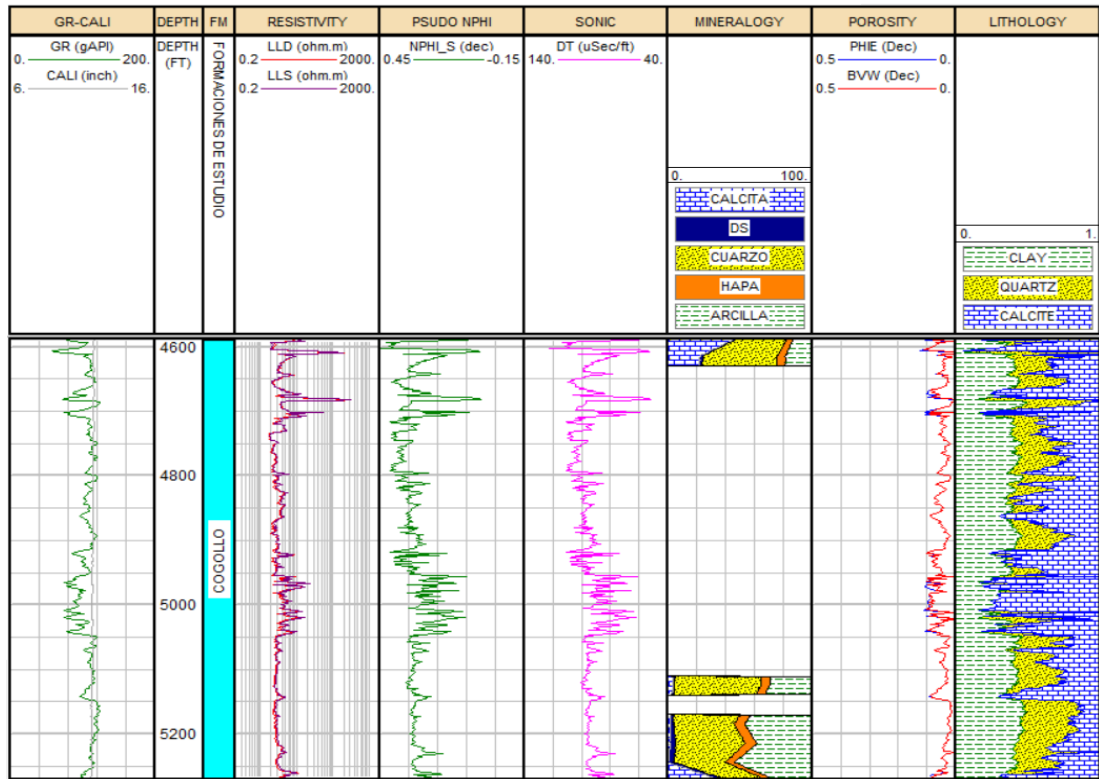 GR-CALI DEPTH FM RESISTIVITY PSUDO NPHI SONIC MINERALOGY POROSITY LITHOLOGY
GR (gAPI)
0. 200.
CALI (inch)
6. 16.
DEPTH
(FT)
FORMACIONES DE ESTUDIO
LLD (ohm.m)
0.2 2000.
LLS (ohm.m)
0.2 2000.
NPHI_S (dec)
0.45 -0.15
DT (uSec/ft)
140. 40.
0. 100.
CALCITA
DS
CUARZO
HAPA
ARCILLA
PHIE (Dec)
0.5 0.
BVW (Dec)
0.5 0.
0. 1.
CLAY
QUARTZ
CALCITE
4600
4800
5000
5200
COGOLLO